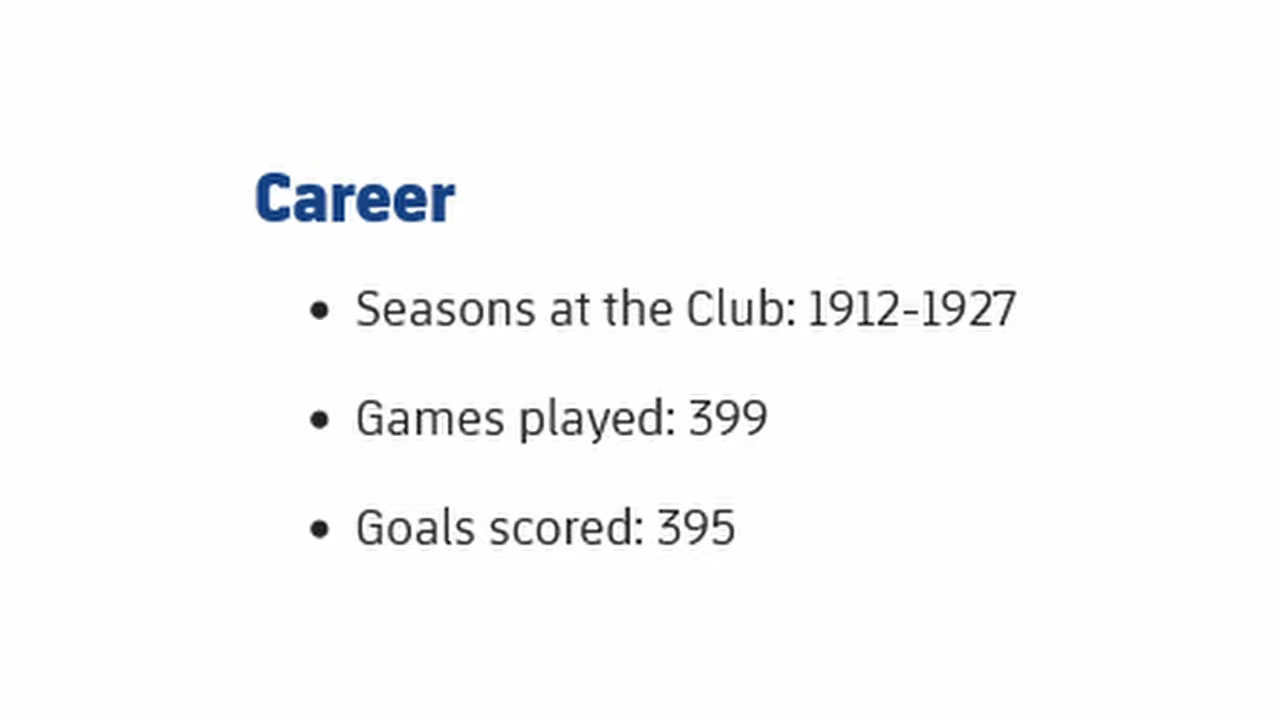 Career
• Seasons at the Club: 1912-1927
• Games played: 399
• Goals scored: 395